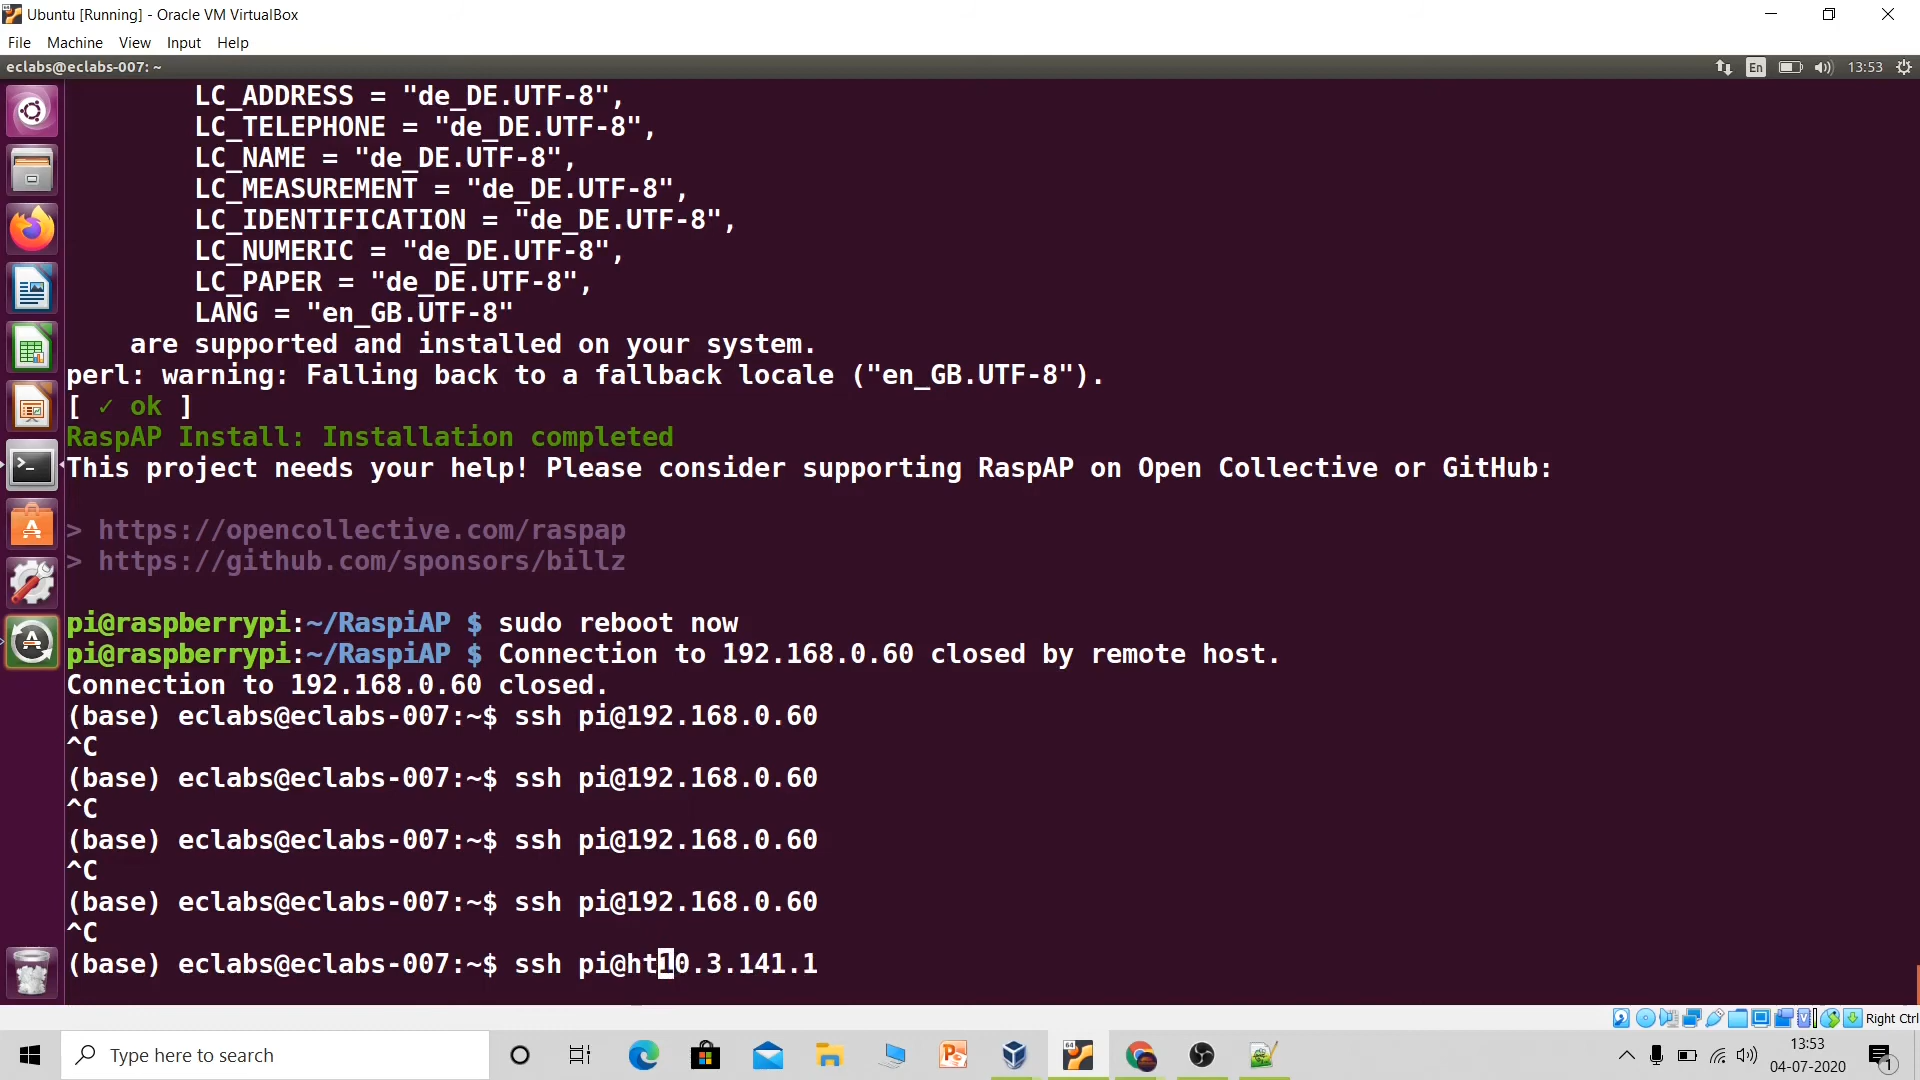 Ubuntu [Running] - Oracle VM VirtualBox
File Machine View Input Help
eclabs@eclabs-007: ~ En 13:53
LC_ADDRESS = "de_DE.UTF-8",
LC_TELEPHONE = "de_DE.UTF-8",
LC_NAME = "de_DE.UTF-8",
LC_MEASUREMENT = "de_DE.UTF-8",
LC_IDENTIFICATION = "de_DE.UTF-8",
LC_NUMERIC = "de_DE.UTF-8",
LC_PAPER = "de_DE.UTF-8",
LANG = "en_GB.UTF-8"
are supported and installed on your system.
perl: warning: Falling back to a fallback locale ("en_GB.UTF-8").
[ ✓ ok ]
RaspAP Install: Installation completed
This project needs your help! Please consider supporting RaspAP on Open Collective or GitHub:
> https://opencollective.com/raspap
> https://github.com/sponsors/billz
pi@raspberrypi:~/RaspiAP $ sudo reboot now
pi@raspberrypi:~/RaspiAP $ Connection to 192.168.0.60 closed by remote host.
Connection to 192.168.0.60 closed.
(base) eclabs@eclabs-007:~$ ssh pi@192.168.0.60
^C
(base) eclabs@eclabs-007:~$ ssh pi@192.168.0.60
^C
(base) eclabs@eclabs-007:~$ ssh pi@192.168.0.60
^C
(base) eclabs@eclabs-007:~$ ssh pi@192.168.0.60
^C
(base) eclabs@eclabs-007:~$ ssh pi@ht10.3.141.1
Right Ctrl
Type here to search
13:53
04-07-2020
1